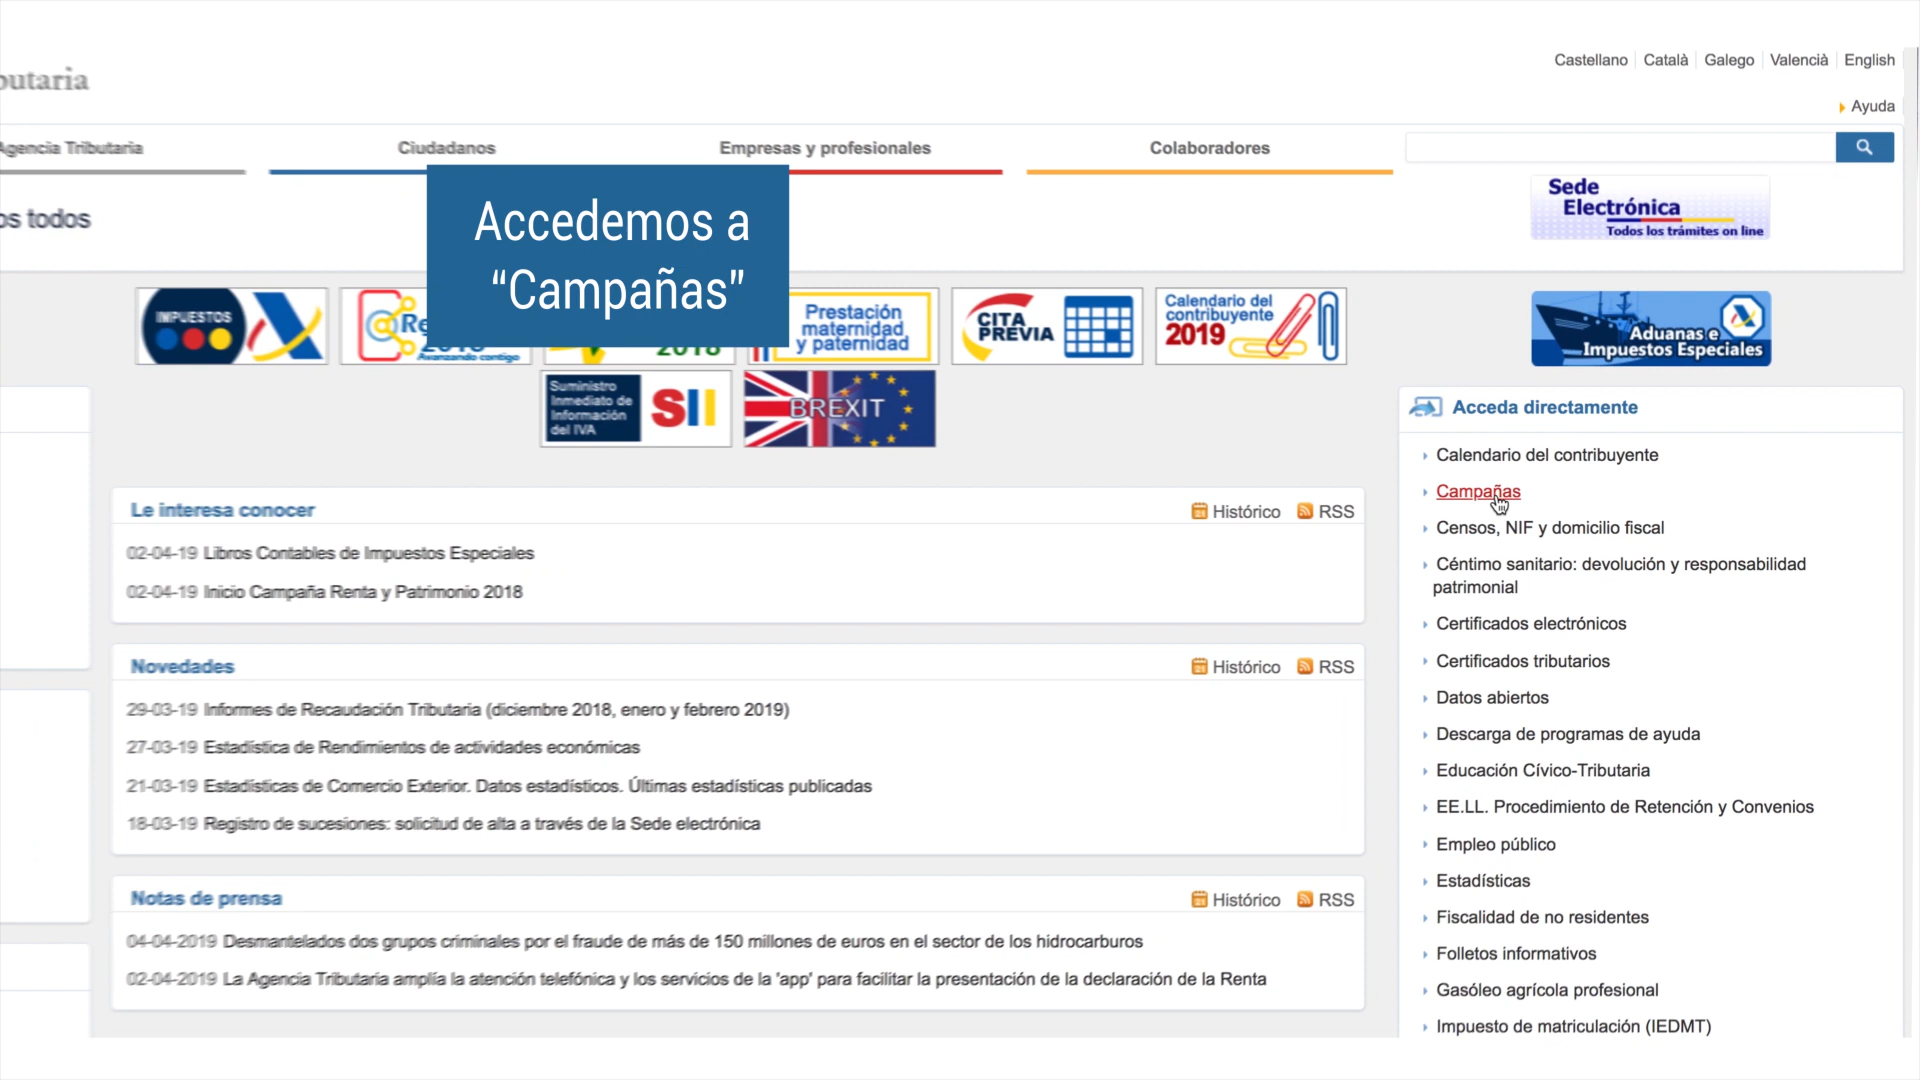 Castellano Català Galego Valencià English
Ayuda
Agencia Tributaria Ciudadanos Empresas y profesionales Colaboradores
todos
Accedemos a
“Campañas”
Sede
Electrónica
Todos los trámites on line
IMPUESTOS
2018
Avanzando contigo
2018
Prestación
maternidad
y paternidad
CITA
PREVIA
Calendario del
contribuyente
2019
Aduanas e
Impuestos Especiales
Suministro
Inmediato de
Información
del IVA
SII
BREXIT
Le interesa conocer Histórico RSS
02-04-19 Libros Contables de Impuestos Especiales
02-04-19 Inicio Campaña Renta y Patrimonio 2018
Novedades Histórico RSS
29-03-19 Informes de Recaudación Tributaria (diciembre 2018, enero y febrero 2019)
27-03-19 Estadística de Rendimientos de actividades económicas
21-03-19 Estadísticas de Comercio Exterior. Datos estadísticos. Últimas estadísticas publicadas
18-03-19 Registro de sucesiones: solicitud de alta a través de la Sede electrónica
Notas de prensa Histórico RSS
04-04-2019 Desmantelados dos grupos criminales por el fraude de más de 150 millones de euros en el sector de los hidrocarburos
02-04-2019 La Agencia Tributaria amplía la atención telefónica y los servicios de la 'app' para facilitar la presentación de la declaración de la Renta
Acceda directamente
Calendario del contribuyente
Campañas
Censos, NIF y domicilio fiscal
Céntimo sanitario: devolución y responsabilidad
patrimonial
Certificados electrónicos
Certificados tributarios
Datos abiertos
Descarga de programas de ayuda
Educación Cívico-Tributaria
EE.LL. Procedimiento de Retención y Convenios
Empleo público
Estadísticas
Fiscalidad de no residentes
Folletos informativos
Gasóleo agrícola profesional
Impuesto de matriculación (IEDMT)